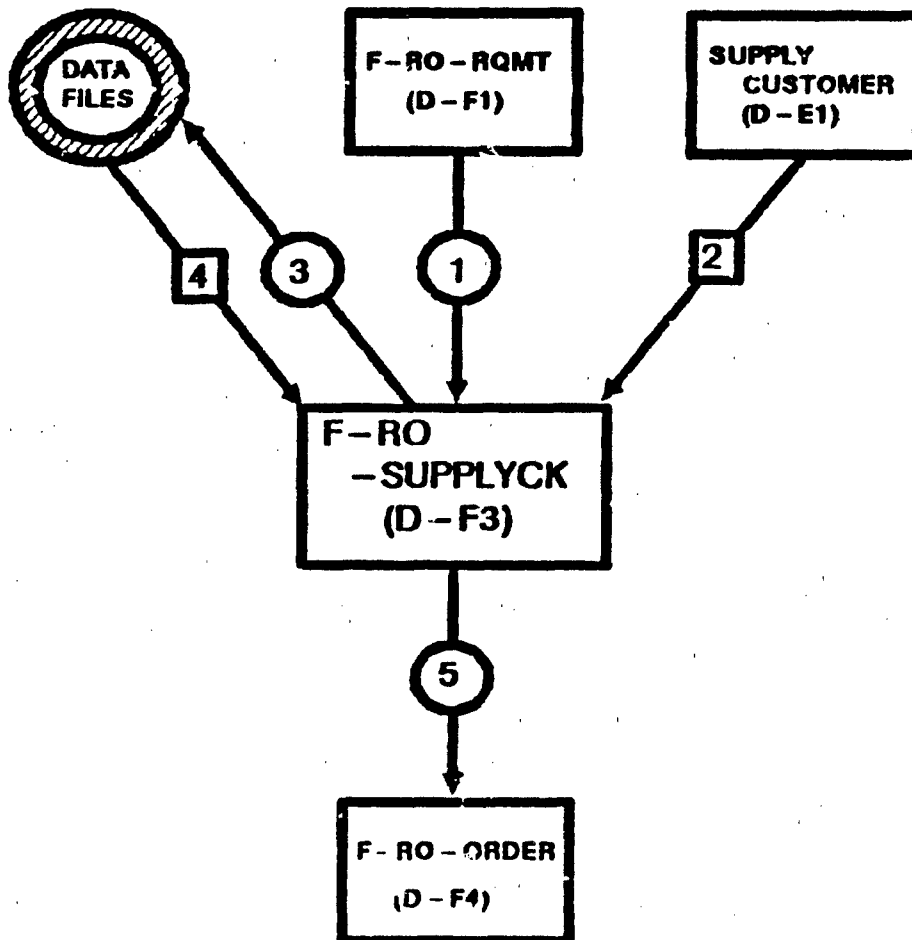 DATA
FILES
F-RO-RQMT
(D-F1)
SUPPLY
CUSTOMER
(D-E1)
4
3
1
2
F-RO
-SUPPLYCK
(D-F3)
5
F-RO-ORDER
(D-F4)